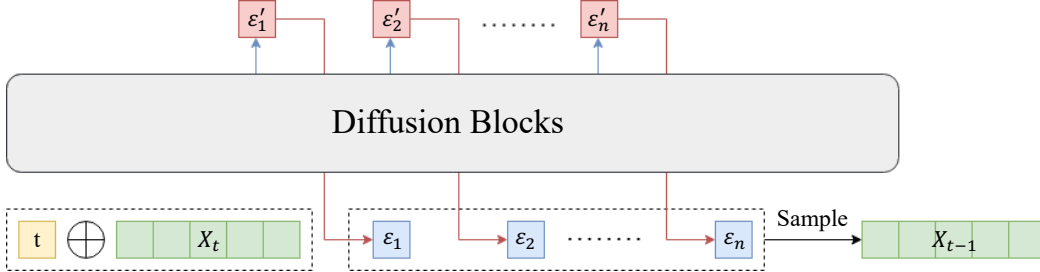 ε′₁ ε′₂ ········ ε′ₙ
Diffusion Blocks
t ⊕ Xₜ ε₁ ε₂ ········ εₙ Sample Xₜ₋₁